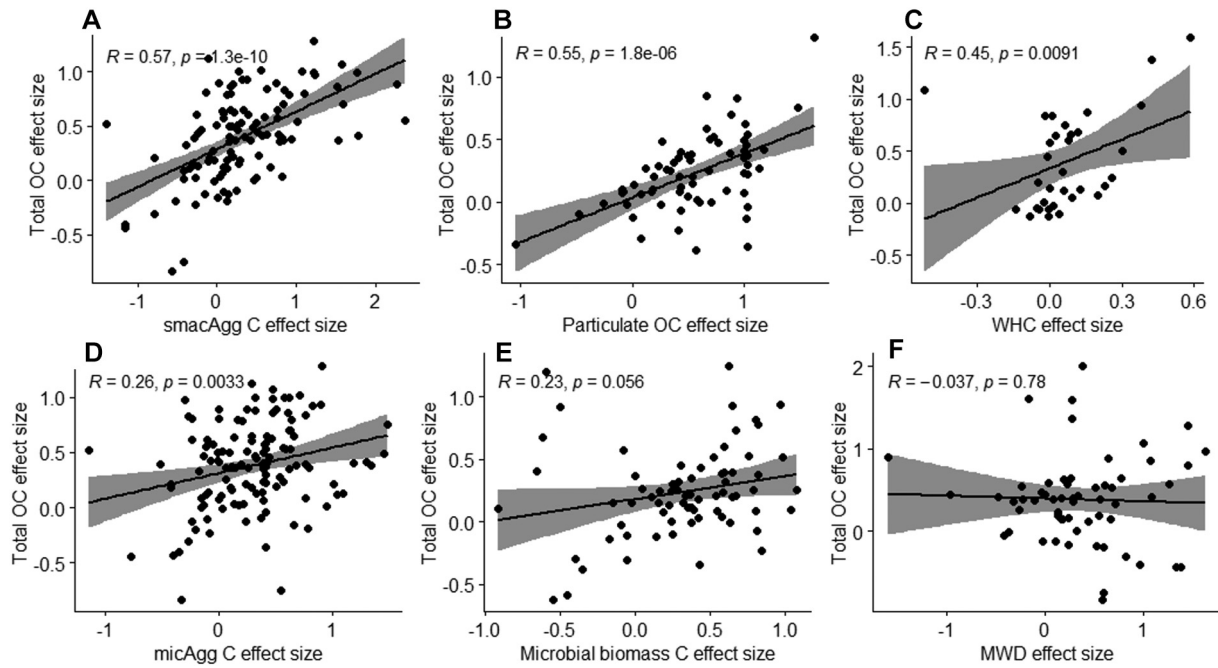 A
R = 0.57, p = 1.3e-10
Total OC effect size
1.0
0.5
0.0
-0.5
-1
0
1
2
smacAgg C effect size
B
R = 0.55, p = 1.8e-06
Total OC effect size
1.0
0.5
0.0
-0.5
-1
0
1
Particulate OC effect size
C
R = 0.45, p = 0.0091
Total OC effect size
1.5
1.0
0.5
0.0
-0.5
-0.3
0.0
0.3
0.6
WHC effect size
D
R = 0.26, p = 0.0033
Total OC effect size
1.0
0.5
0.0
-0.5
-1
0
1
micAgg C effect size
E
R = 0.23, p = 0.056
Total OC effect size
1.0
0.5
0.0
-0.5
-1.0
-0.5
0.0
0.5
1.0
Microbial biomass C effect size
F
R = −0.037, p = 0.78
Total OC effect size
2
1
0
-1
0
1
MWD effect size